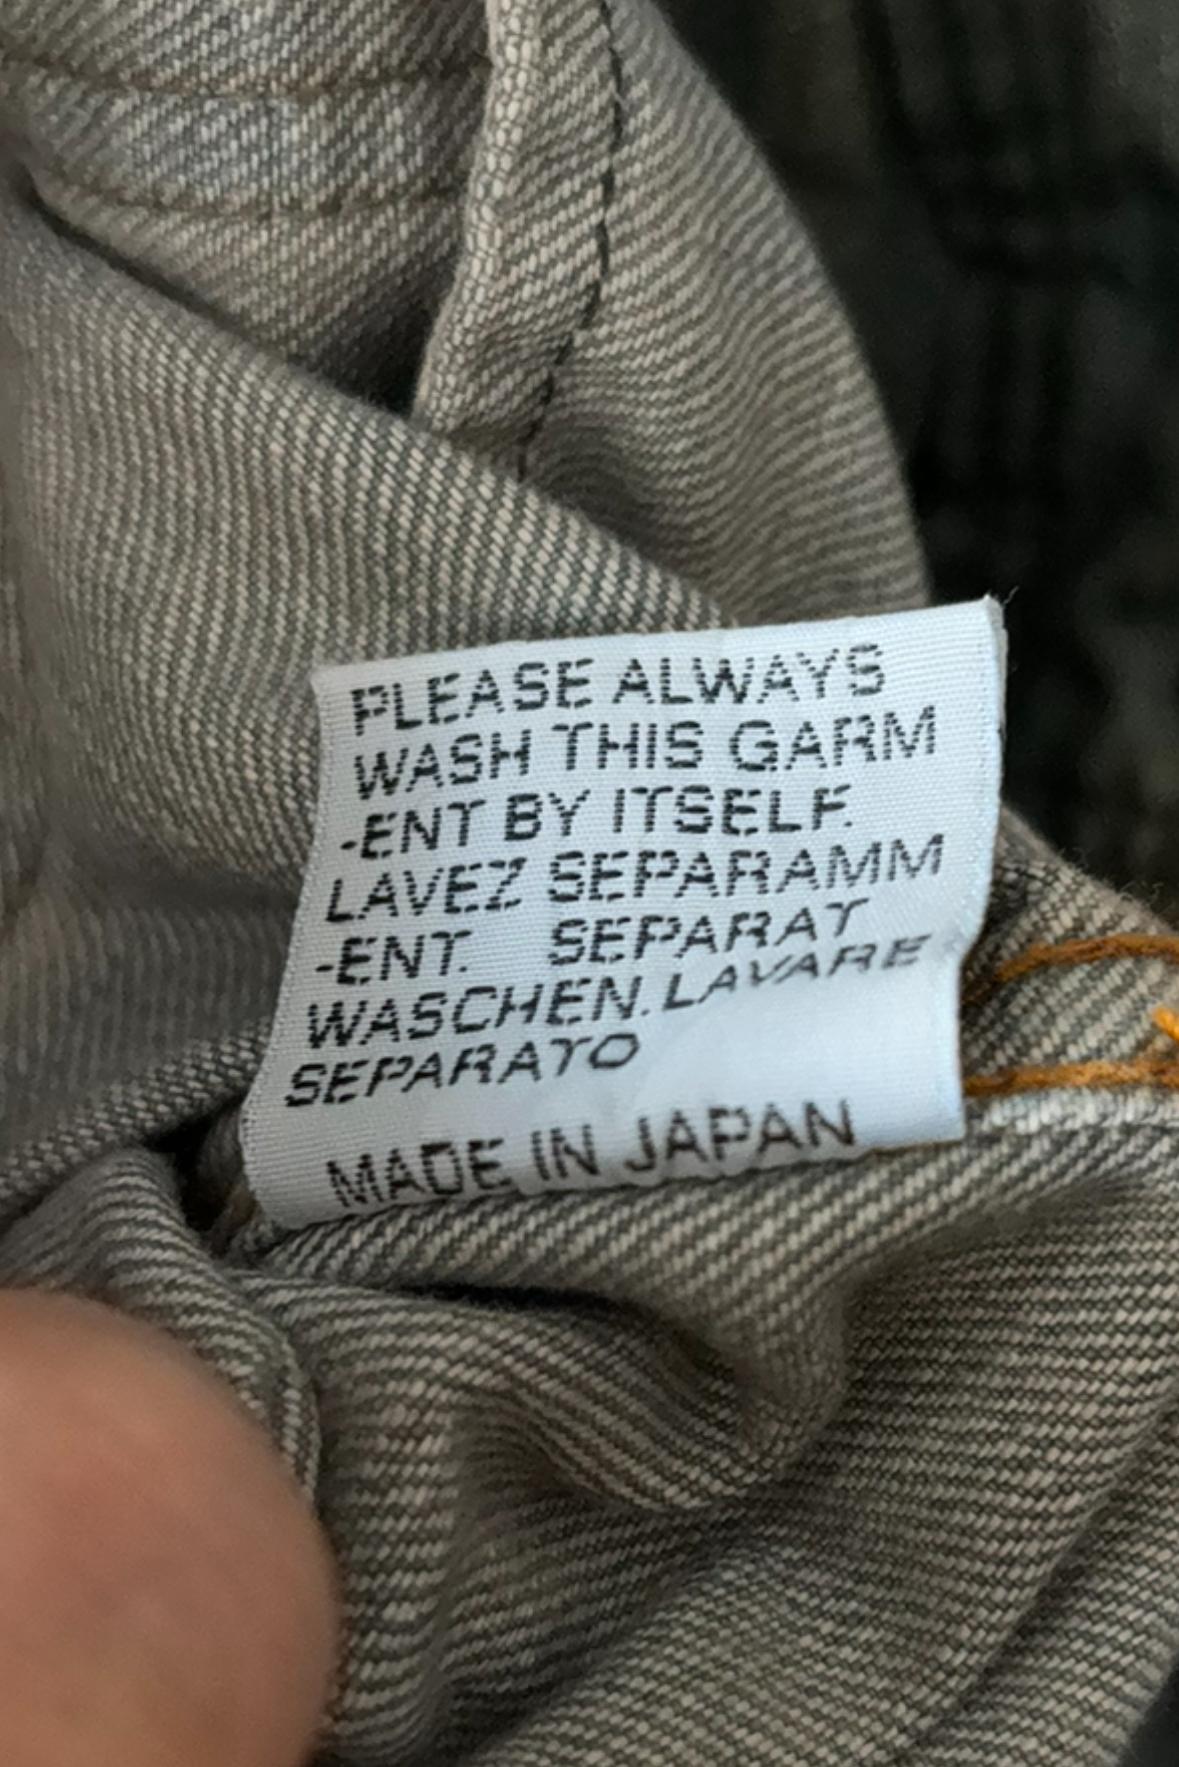 PLEASE ALWAYS
WASH THIS GARM
-ENT BY ITSELF.
LAVEZ SEPARAMM
-ENT. SEPARAT
WASCHEN. LAVARE
SEPARATO
MADE IN JAPAN